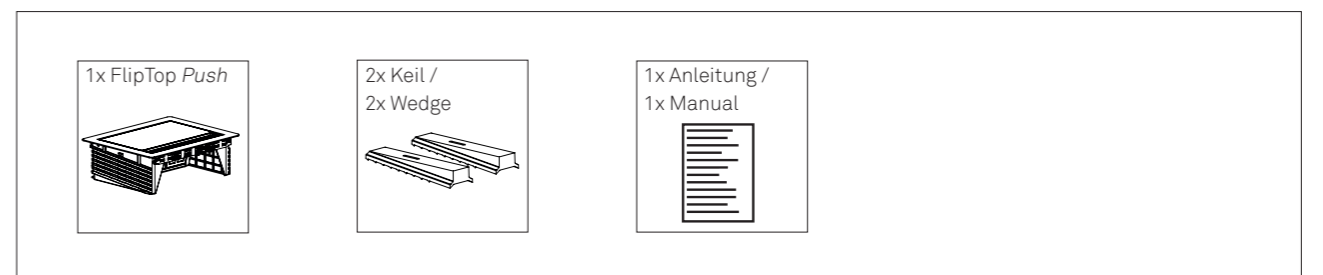 1x FlipTop Push
2x Keil /
2x Wedge
1x Anleitung /
1x Manual